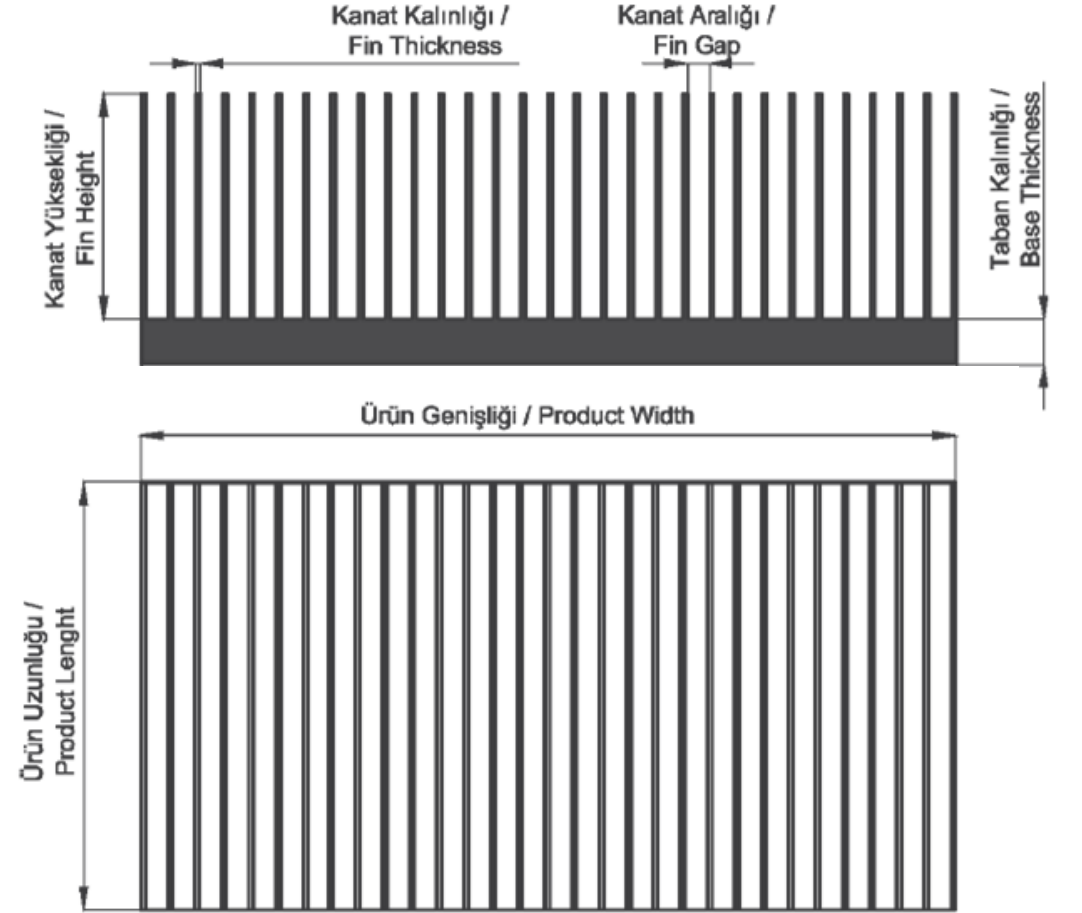 Kanat Kalınlığı /
Fin Thickness
Kanat Aralığı /
Fin Gap
Kanat Yüksekliği /
Fin Height
Taban Kalınlığı /
Base Thickness
Ürün Genişliği / Product Width
Ürün Uzunluğu /
Product Lenght